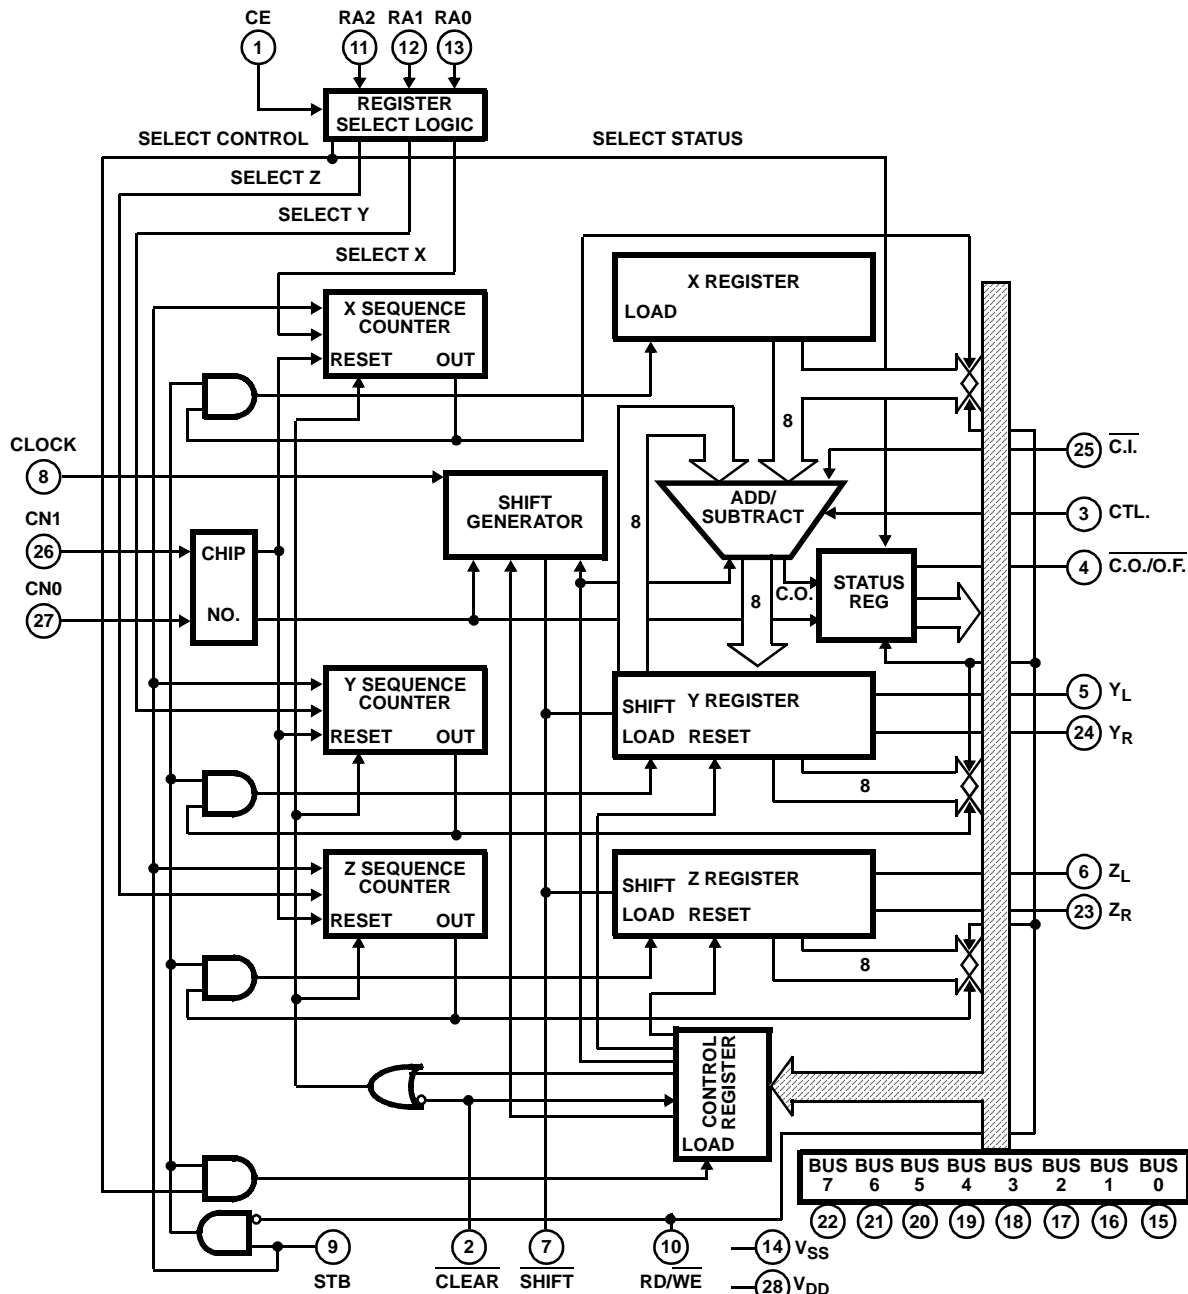 CE RA2 RA1 RA0
1 11 12 13
REGISTER
SELECT LOGIC
SELECT CONTROL
SELECT STATUS
SELECT Z
SELECT Y
SELECT X
X SEQUENCE
COUNTER
RESET OUT
X REGISTER
LOAD
8
CLOCK
8
CN1
26
CN0
27
CHIP
NO.
SHIFT
GENERATOR
8
ADD/
SUBTRACT
8
C.O.
STATUS
REG
25 C.I.
3 CTL.
4 C.O./O.F.
Y SEQUENCE
COUNTER
RESET OUT
SHIFT Y REGISTER
LOAD RESET
8
5 YL
24 YR
Z SEQUENCE
COUNTER
RESET OUT
SHIFT Z REGISTER
LOAD RESET
8
6 ZL
23 ZR
CONTROL
REGISTER
LOAD
BUS BUS BUS BUS BUS BUS BUS BUS
7 6 5 4 3 2 1 0
22 21 20 19 18 17 16 15
9
STB
2
CLEAR
7
SHIFT
10
RD/WE
14 VSS
28 VDD